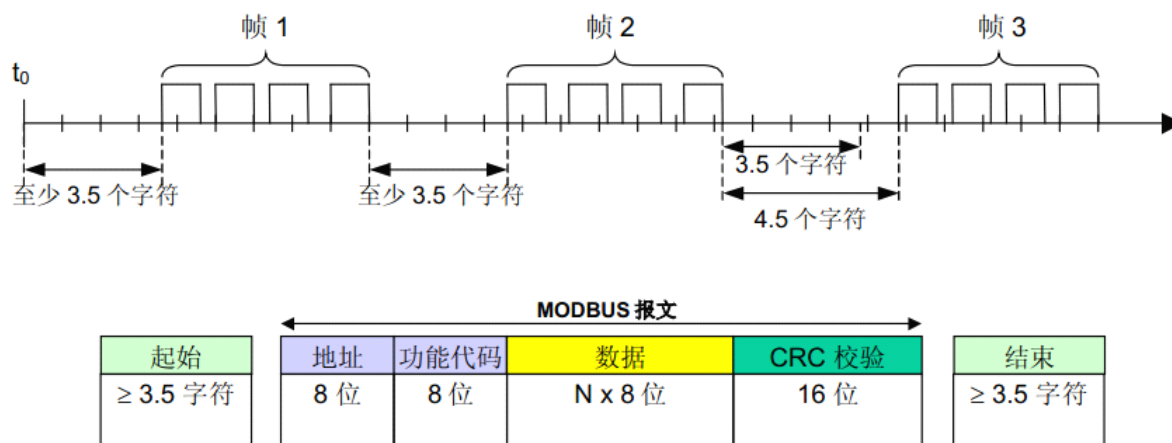 帧 1
帧 2
帧 3
t0
至少 3.5 个字符
至少 3.5 个字符
3.5 个字符
4.5 个字符
MODBUS 报文
起始
地址
功能代码
数据
CRC 校验
结束
≥ 3.5 字符
8 位
8 位
N x 8 位
16 位
≥ 3.5 字符